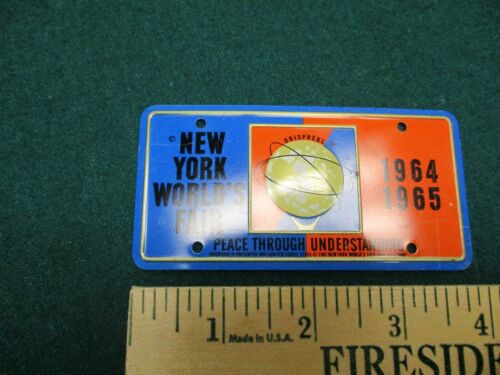 UNISPHERE
© NEW
YORK
WORLD'S
FAIR
1964
1965
PEACE THROUGH UNDERSTANDING
1 2 3 4
Made in U.S.A.
FIRESIDE